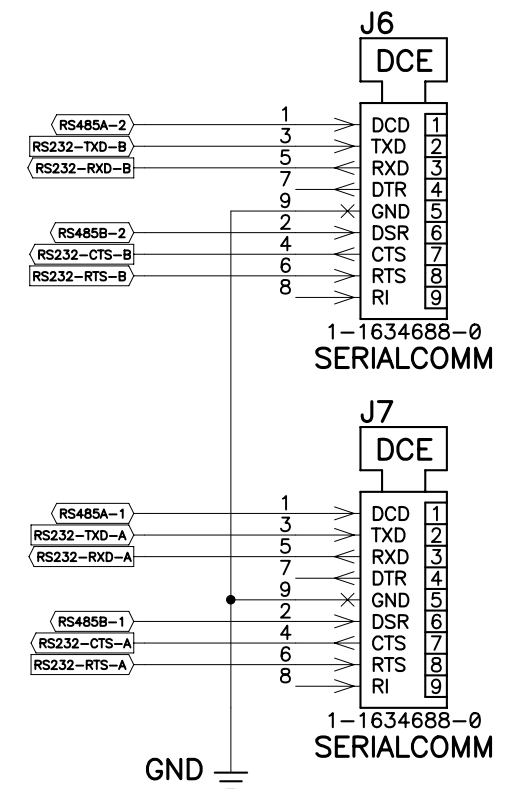 J6
DCE
RS485A-2 1 DCD 1
RS232-TXD-B 3 TXD 2
RS232-RXD-B 5 RXD 3
7 DTR 4
9 GND 5
RS485B-2 2 DSR 6
RS232-CTS-B 4 CTS 7
RS232-RTS-B 6 RTS 8
8 RI 9
1-1634688-0
SERIALCOMM
J7
DCE
RS485A-1 1 DCD 1
RS232-TXD-A 3 TXD 2
RS232-RXD-A 5 RXD 3
7 DTR 4
9 GND 5
RS485B-1 2 DSR 6
RS232-CTS-A 4 CTS 7
RS232-RTS-A 6 RTS 8
8 RI 9
1-1634688-0
SERIALCOMM
GND